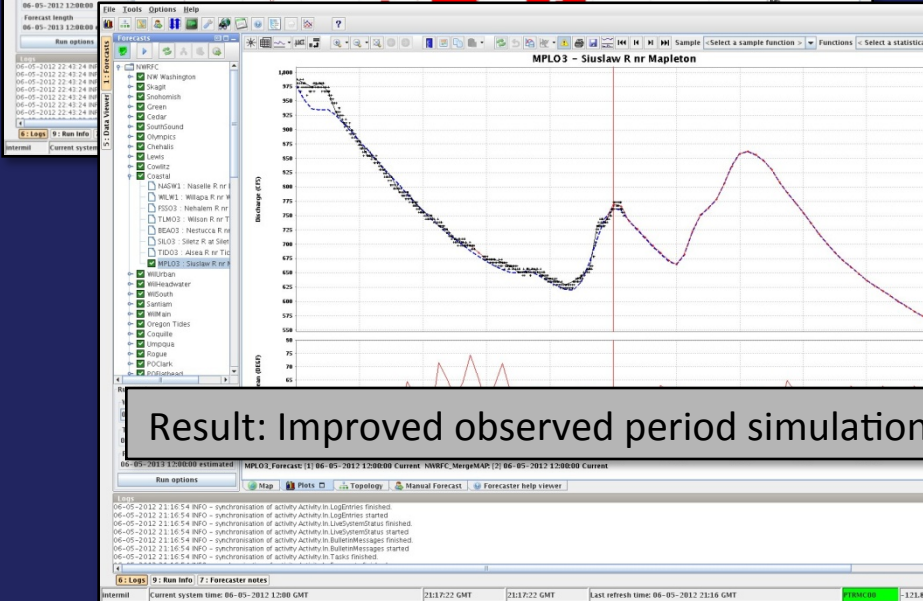 06-05-2012 12:00:00
Forecast length
06-05-2013 12:00:00
Run options
Logs
06-05-2012 22:43:24
06-05-2012 22:43:24
06-05-2012 22:43:24
06-05-2012 22:43:24
06-05-2012 22:43:24
06-05-2012 22:43:24
6 : Logs 9 : Run Info
intermil Current system
File Tools Options Help
Forecasts
1 : Forecasts
5 : Data Viewer
Sample <Select a sample function > Functions < Select a statistical
NWRFC
NW Washington
Skagit
Snohomish
Green
Cedar
SouthSound
Olympics
Chehalis
Lewis
Cowlitz
Coastal
NASW1 : Naselle R nr
WILW1 : Willapa R nr
FSSO3 : Nehalem R nr
TLMO3 : Wilson R nr T
BEAO3 : Nestucca R nr
SILO3 : Siletz R at Silet
TIDO3 : Alsea R nr Tid
MPLO3 : Siuslaw R nr M
WilUrban
WilHeadwater
WilSouth
Santiam
WilMain
Oregon Tides
Coquille
Umpqua
Rogue
POClark
POFlathead
MPLO3 - Siuslaw R nr Mapleton
Discharge (CFS)
1,000
975
950
925
900
875
850
825
800
775
750
725
700
675
650
625
600
575
550
80
75
70
65
(DEGF)
Result: Improved observed period simulation
06-05-2013 12:00:00 estimated
Run options
MPLO3_Forecast: [1] 06-05-2012 12:00:00 Current NWRFC_MergeMAP: [2] 06-05-2012 12:00:00 Current
Map Plots Topology Manual Forecast Forecaster help viewer
Logs
06-05-2012 21:16:54 INFO - synchronisation of activity Activity.In.LogEntries finished.
06-05-2012 21:16:54 INFO - synchronisation of activity Activity.In.LogEntries started
06-05-2012 21:16:54 INFO - synchronisation of activity Activity.In.LiveSystemStatus finished.
06-05-2012 21:16:54 INFO - synchronisation of activity Activity.In.LiveSystemStatus started
06-05-2012 21:16:54 INFO - synchronisation of activity Activity.In.BulletinMessages finished.
06-05-2012 21:16:54 INFO - synchronisation of activity Activity.In.BulletinMessages started
06-05-2012 21:16:54 INFO - synchronisation of activity Activity.In.Tasks finished.
6 : Logs 9 : Run Info 7 : Forecaster notes
intermil Current system time: 06-05-2012 12:00 GMT 21:17:22 GMT 21:17:22 GMT Last refresh time: 06-05-2012 21:16 GMT